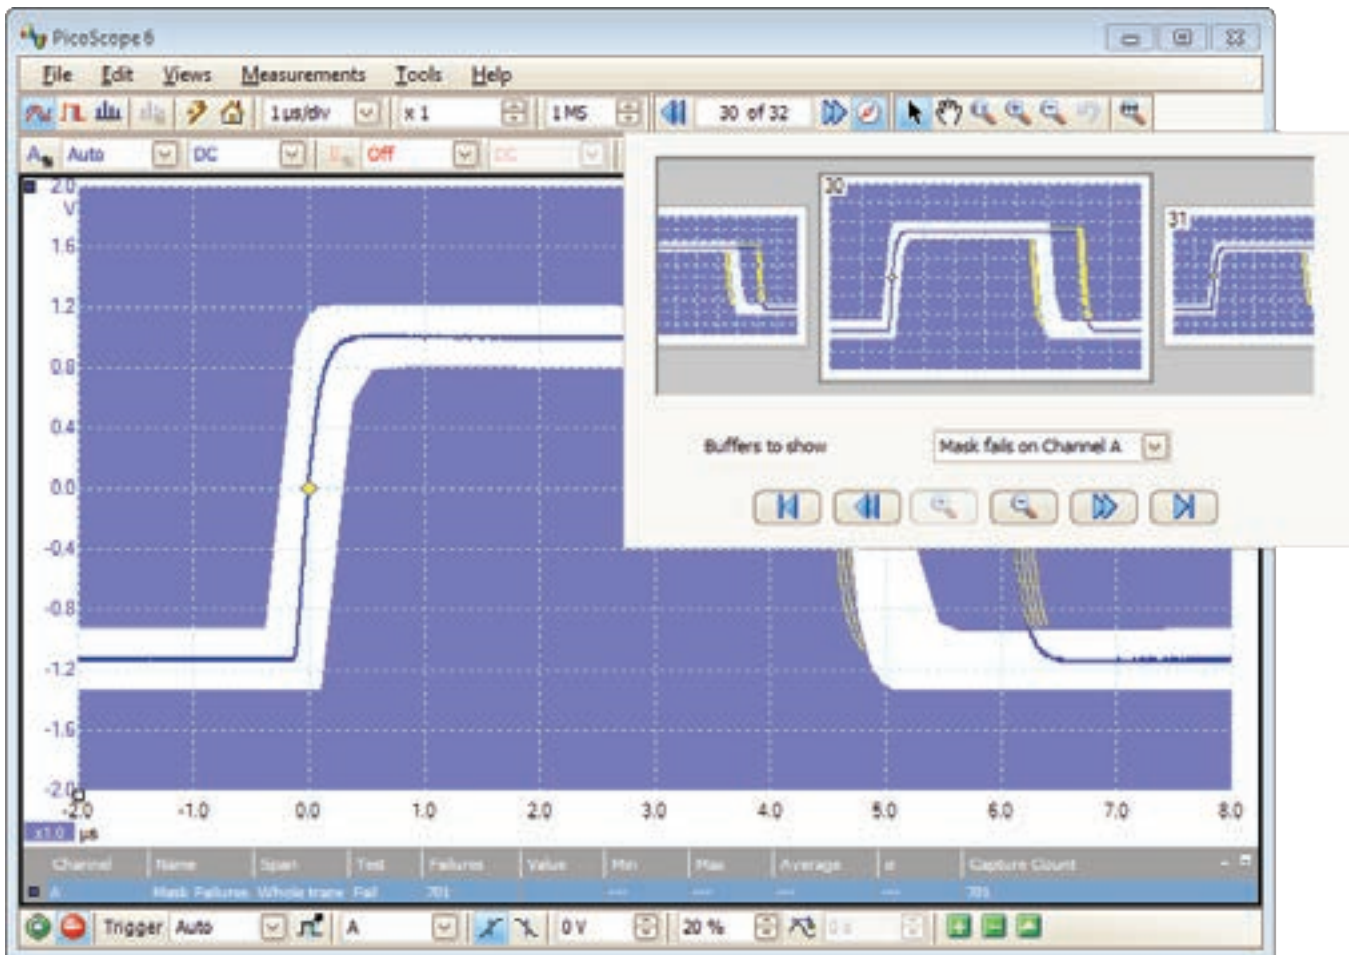 PicoScope 6
File Edit Views Measurements Tools Help
1 µs/div x 1 1 MS 30 of 32
A Auto DC B Off DC
30
31
Buffers to show Mask fails on Channel A
2.0
V
1.6
1.2
0.8
0.4
0.0
-0.4
-0.8
-1.2
-1.6
-2.0
-2.0 -1.0 0.0 1.0 2.0 3.0 4.0 5.0 6.0 7.0 8.0
x1.0 µs
Channel Name Span Test Failures Value Min Max Average σ Capture Count
A Mask Failures Whole trace Fail 701 --- --- --- --- 701
Trigger Auto A 0 V 20 % 0 s